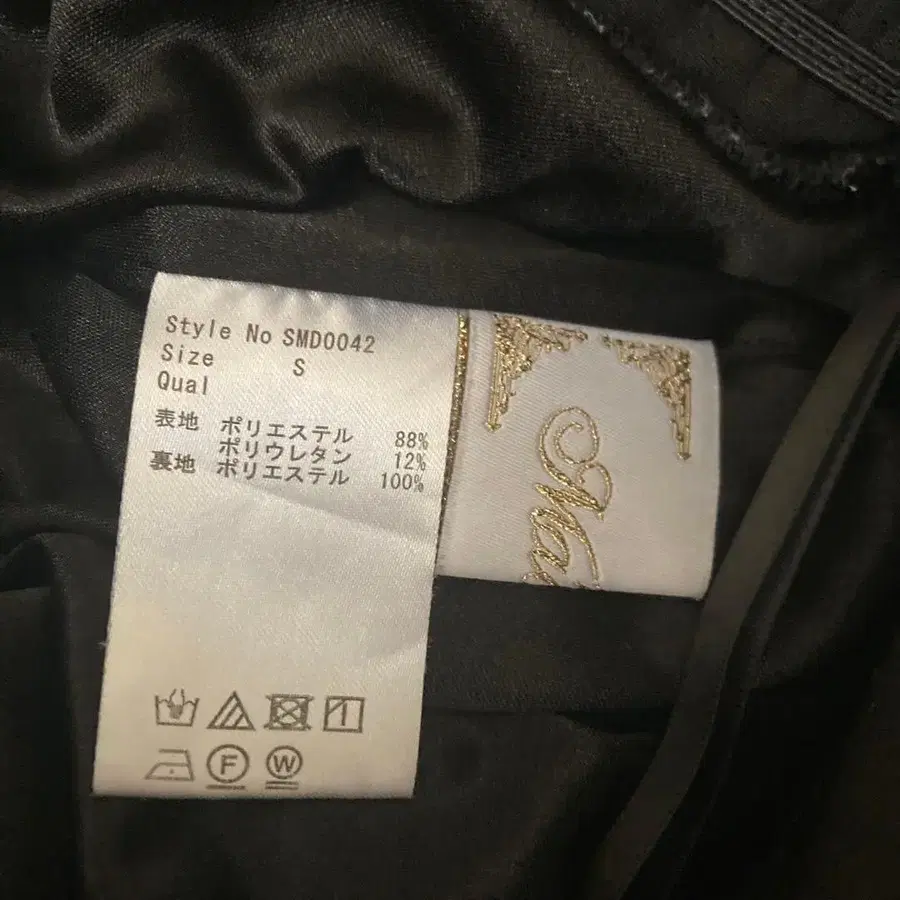 Style No SMD0042
Size S
Qual
表地 ポリエステル 88%
ポリウレタン 12%
裏地 ポリエステル 100%
F W